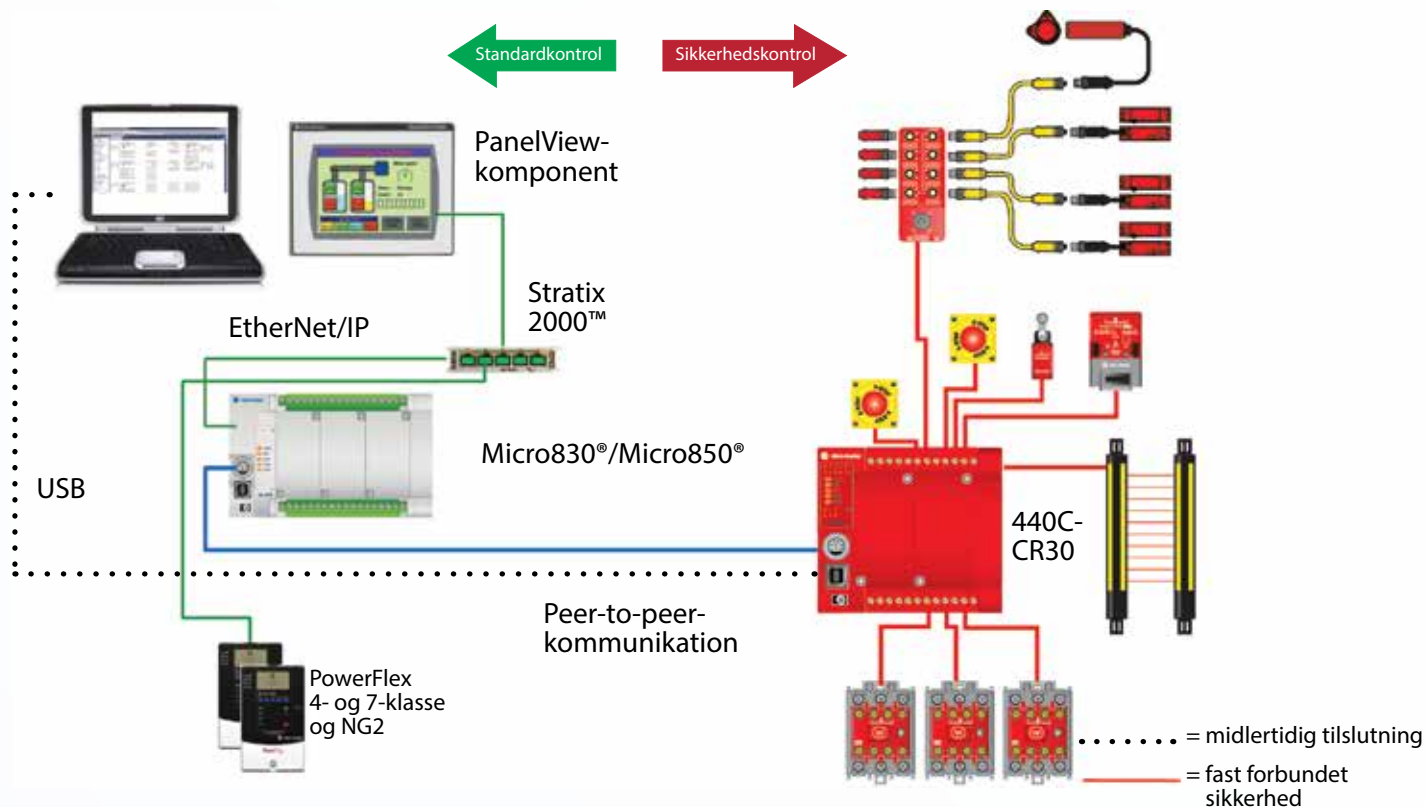 Standardkontrol
Sikkerhedskontrol
PanelView-
komponent
Stratix
2000™
EtherNet/IP
Micro830®/Micro850®
USB
440C-
CR30
Peer-to-peer-
kommunikation
PowerFlex
4- og 7-klasse
og NG2
= midlertidig tilslutning
= fast forbundet
sikkerhed